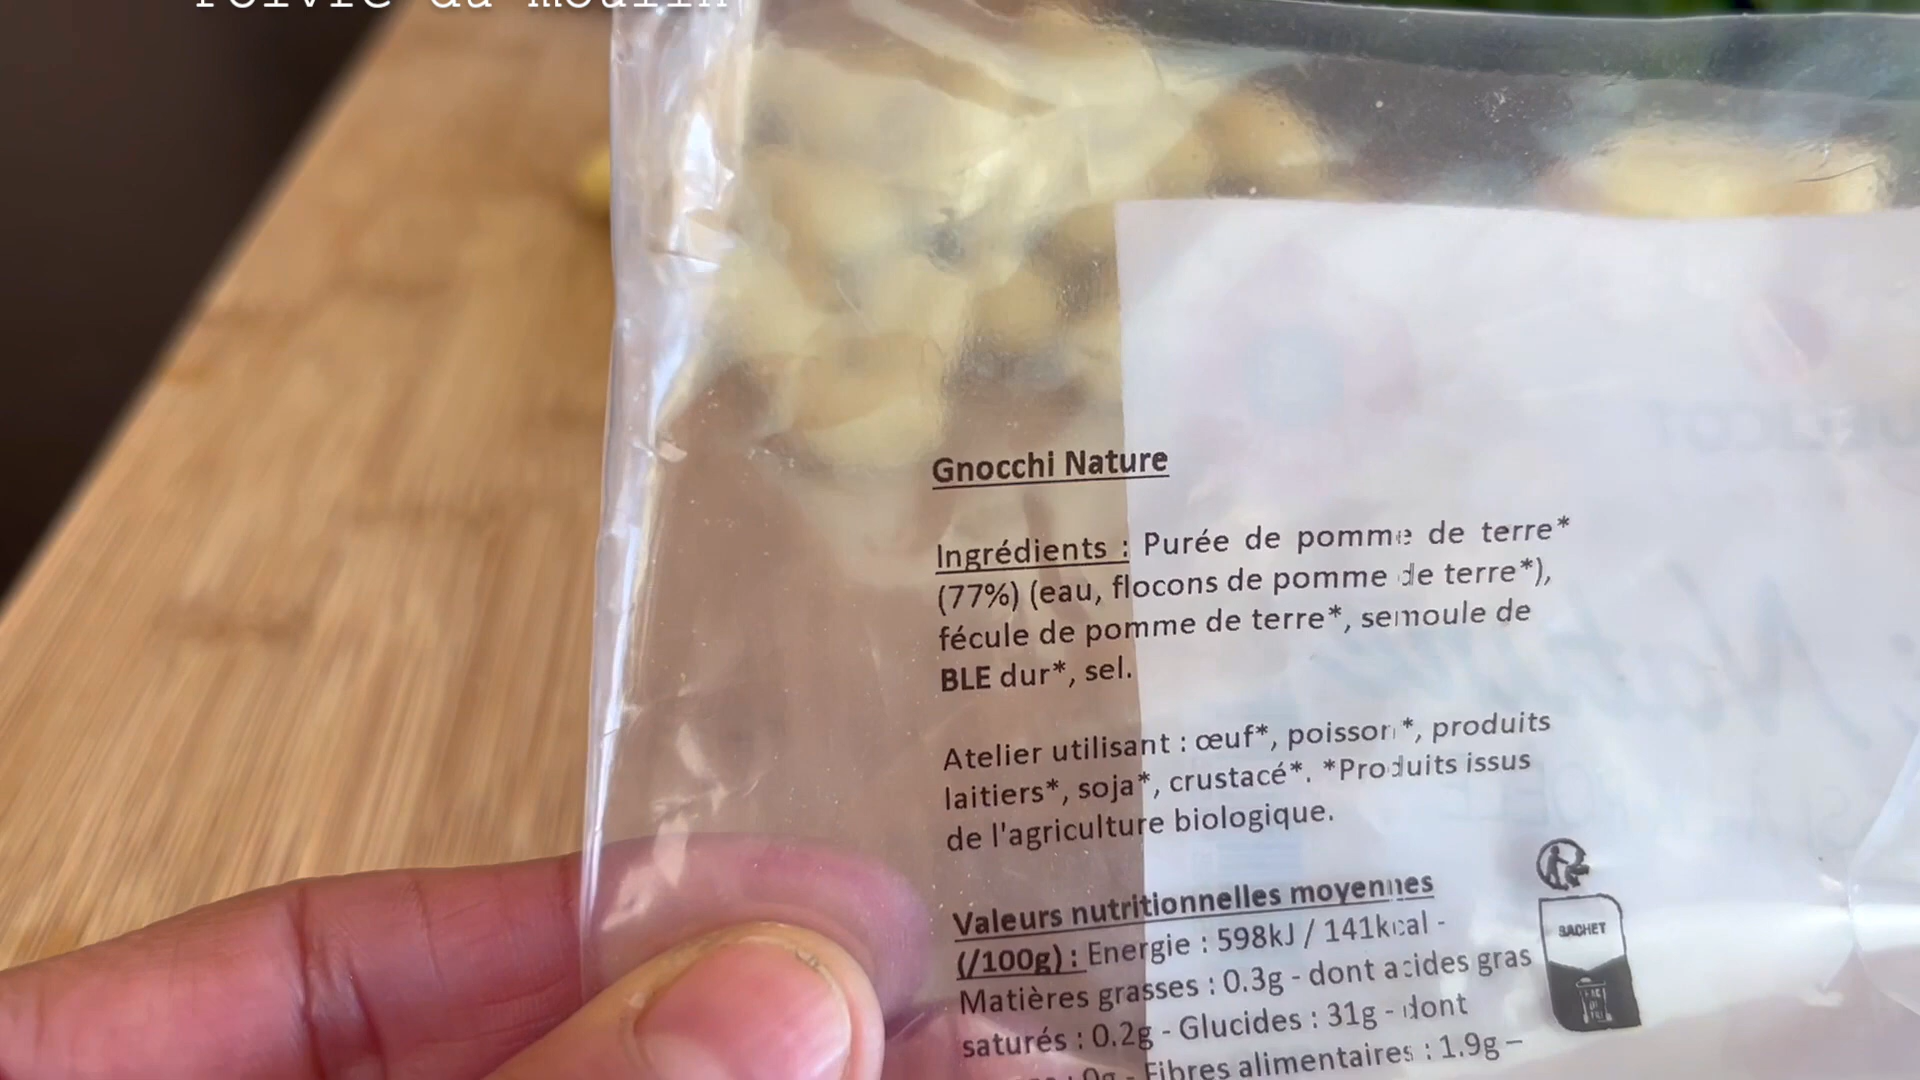 du moulin
Gnocchi Nature
Ingrédients : Purée de pomme de terre*
(77%) (eau, flocons de pomme de terre*),
fécule de pomme de terre*, semoule de
BLE dur*, sel.
Atelier utilisant : œuf*, poisson*, produits
laitiers*, soja*, crustacé*. *Produits issus
de l'agriculture biologique.
Valeurs nutritionnelles moyennes
(/100g) : Energie : 598kJ / 141kcal -
Matières grasses : 0.3g - dont acides gras
saturés : 0.2g - Glucides : 31g - dont
: 0g - Fibres alimentaires : 1.9g –
SACHET